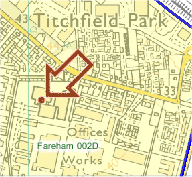 43
Titchfield Park
33
Offices
Fareham 002D
Works